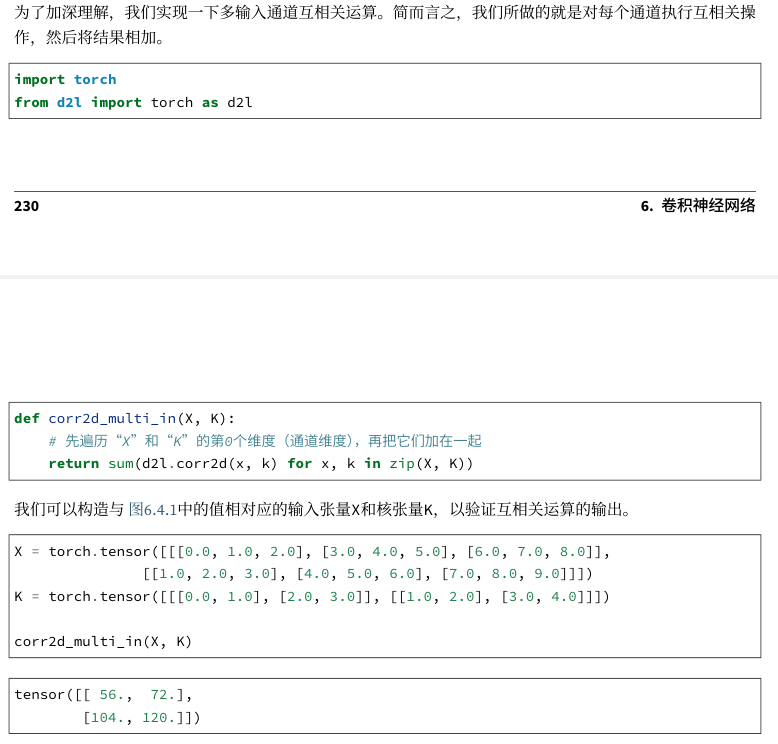 为了加深理解，我们实现一下多输入通道互相关运算。简而言之，我们所做的就是对每个通道执行互相关操
作，然后将结果相加。
import torch
from d2l import torch as d2l
230 6. 卷积神经网络
def corr2d_multi_in(X, K):
    # 先遍历“X”和“K”的第0个维度（通道维度），再把它们加在一起
    return sum(d2l.corr2d(x, k) for x, k in zip(X, K))
我们可以构造与 图6.4.1中的值相对应的输入张量X和核张量K，以验证互相关运算的输出。
X = torch.tensor([[[0.0, 1.0, 2.0], [3.0, 4.0, 5.0], [6.0, 7.0, 8.0]],
               [[1.0, 2.0, 3.0], [4.0, 5.0, 6.0], [7.0, 8.0, 9.0]]])
K = torch.tensor([[[0.0, 1.0], [2.0, 3.0]], [[1.0, 2.0], [3.0, 4.0]]])
corr2d_multi_in(X, K)
tensor([[ 56.,  72.],
        [104., 120.]])